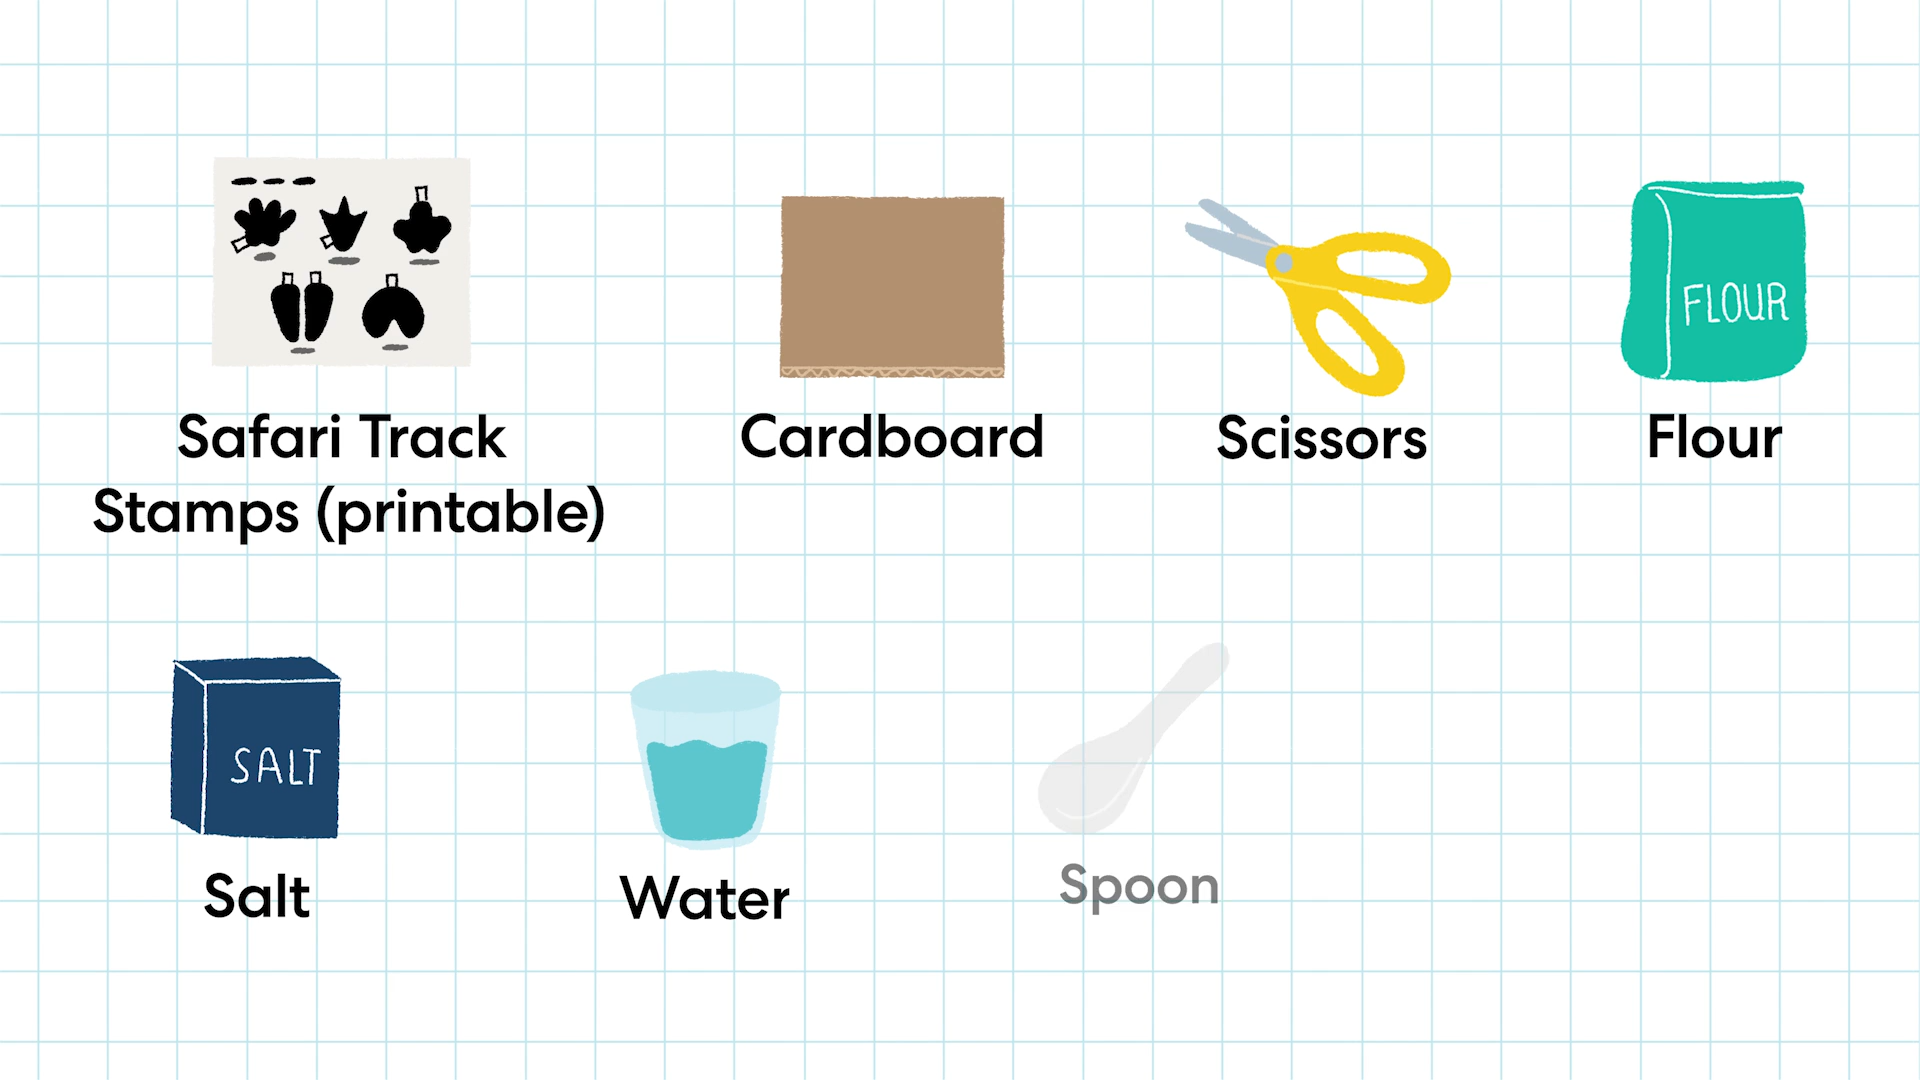 Safari Track
Stamps (printable)
Cardboard
Scissors
FLOUR
Flour
SALT
Salt
Water
Spoon